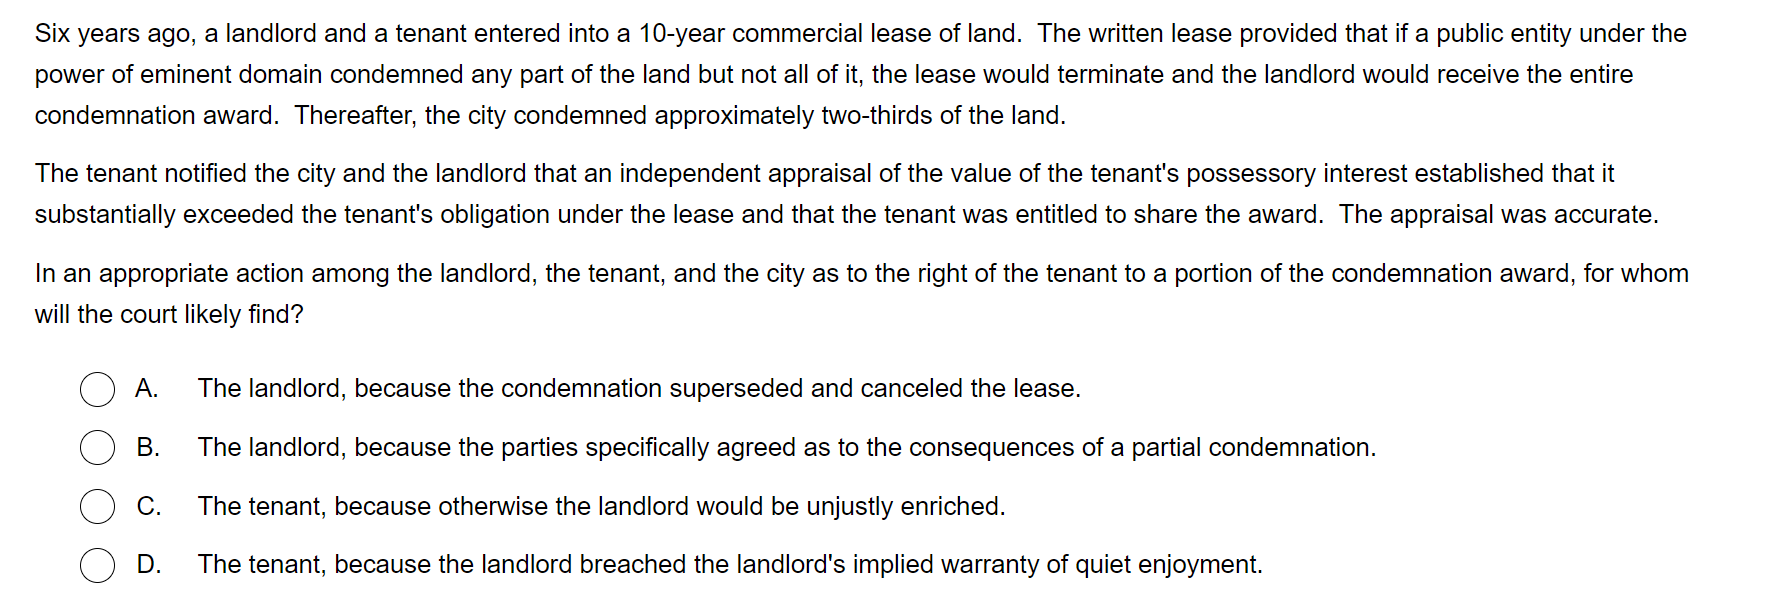 Six years ago, a landlord and a tenant entered into a 10-year commercial lease of land.  The written lease provided that if a public entity under the
power of eminent domain condemned any part of the land but not all of it, the lease would terminate and the landlord would receive the entire
condemnation award.  Thereafter, the city condemned approximately two-thirds of the land.
The tenant notified the city and the landlord that an independent appraisal of the value of the tenant's possessory interest established that it
substantially exceeded the tenant's obligation under the lease and that the tenant was entitled to share the award.  The appraisal was accurate.
In an appropriate action among the landlord, the tenant, and the city as to the right of the tenant to a portion of the condemnation award, for whom
will the court likely find?
A. The landlord, because the condemnation superseded and canceled the lease.
B. The landlord, because the parties specifically agreed as to the consequences of a partial condemnation.
C. The tenant, because otherwise the landlord would be unjustly enriched.
D. The tenant, because the landlord breached the landlord's implied warranty of quiet enjoyment.